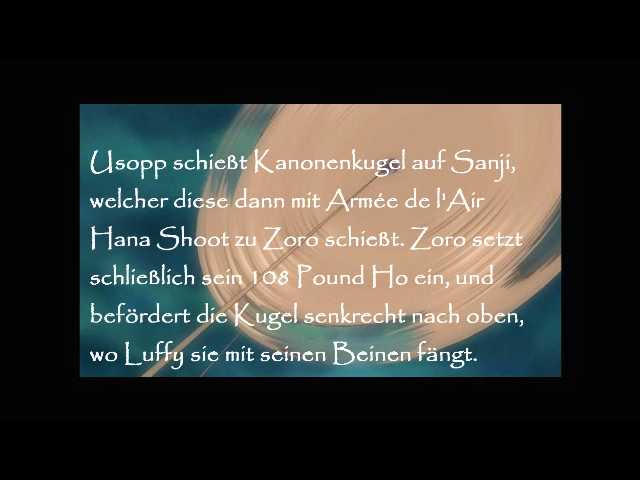 Usopp schießt Kanonenkugel auf Sanji,
welcher diese dann mit Armée de l'Air
Hana Shoot zu Zoro schießt. Zoro setzt
schließlich sein 108 Pound Ho ein, und
befördert die Kugel senkrecht nach oben,
wo Luffy sie mit seinen Beinen fängt.